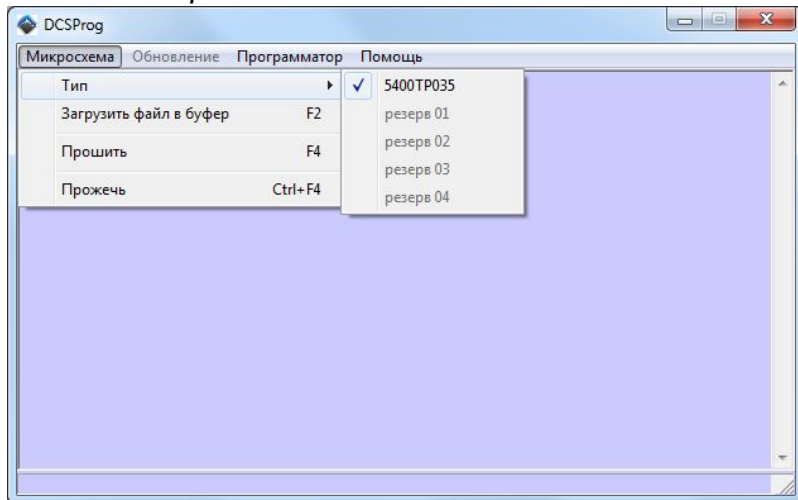 DCSProg
Микросхема Обновление Программатор Помощь
Тип
5400ТР035
Загрузить файл в буфер F2
резерв 01
Прошить F4
резерв 02
резерв 03
Прожечь Ctrl+F4
резерв 04